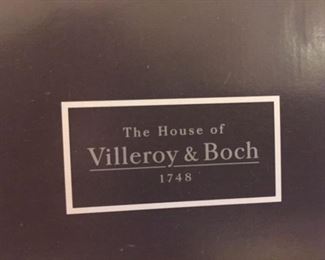 The House of
Villeroy & Boch
1748